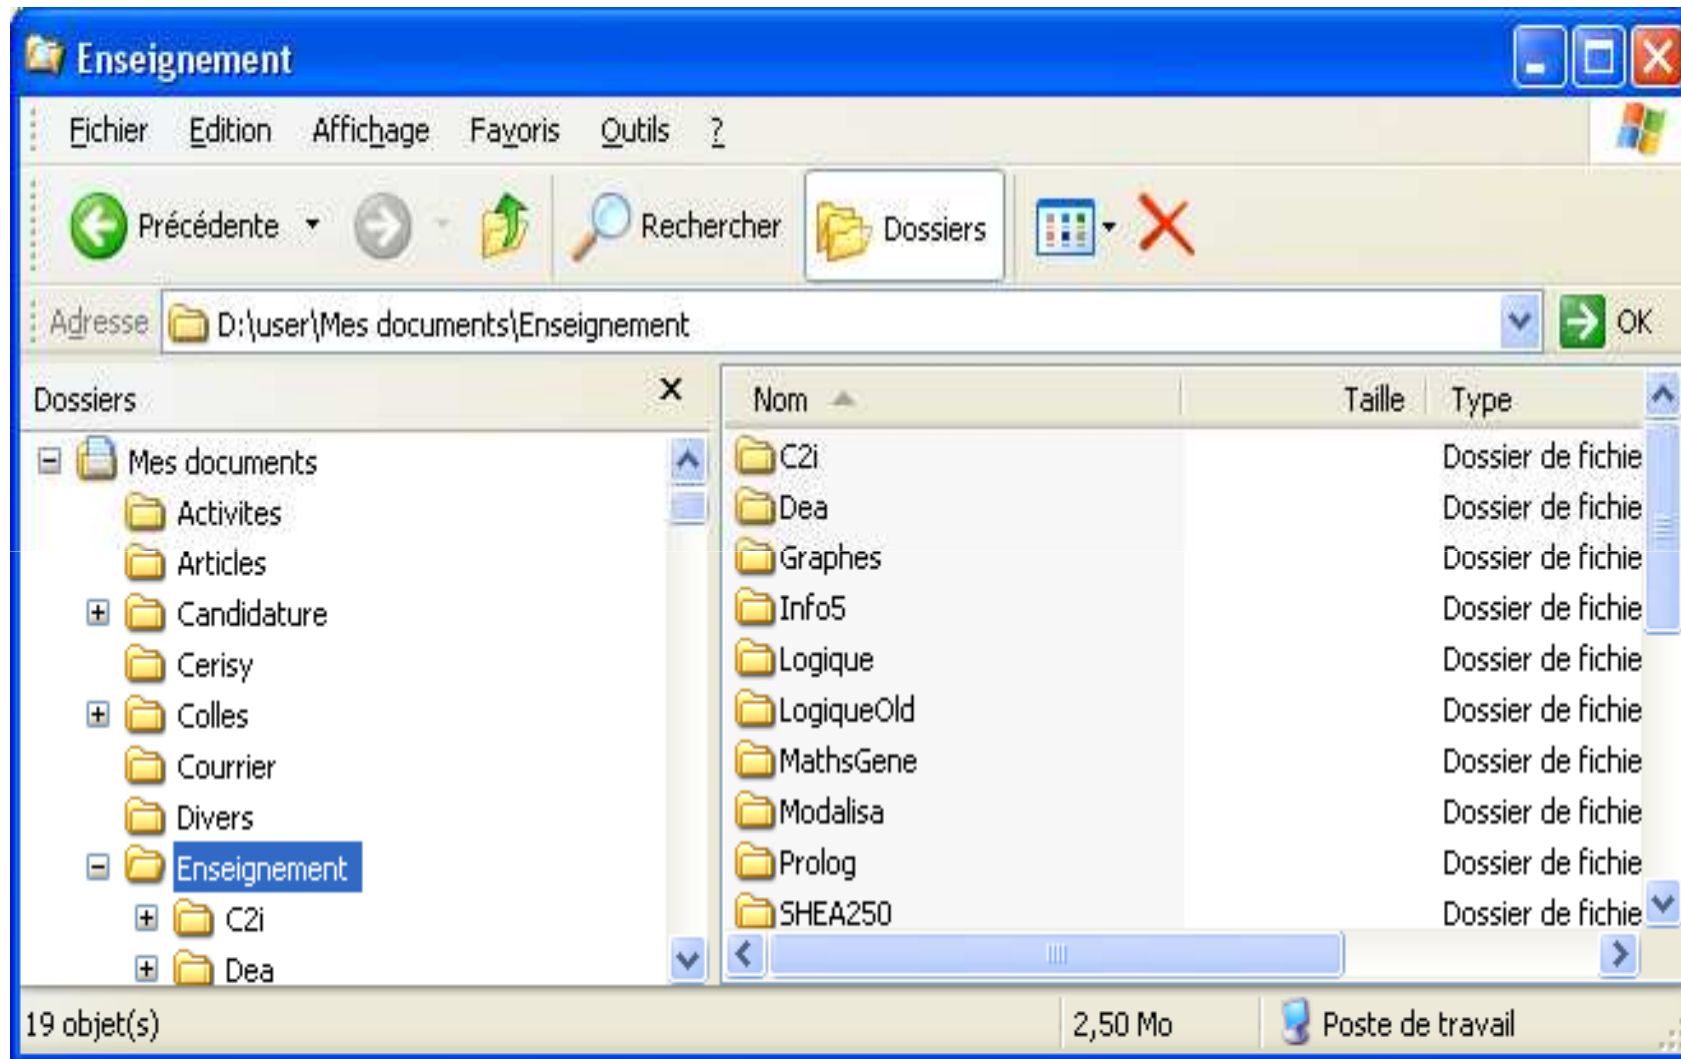 Enseignement
Fichier Edition Affichage Favoris Outils ?
Précédente Rechercher Dossiers
Adresse D:\user\Mes documents\Enseignement OK
Dossiers X
Mes documents
Activites
Articles
Candidature
Cerisy
Colles
Courrier
Divers
Enseignement
C2i
Dea
Nom Taille Type
C2i Dossier de fichie
Dea Dossier de fichie
Graphes Dossier de fichie
Info5 Dossier de fichie
Logique Dossier de fichie
LogiqueOld Dossier de fichie
MathsGene Dossier de fichie
Modalisa Dossier de fichie
Prolog Dossier de fichie
SHEA250 Dossier de fichie
19 objet(s) 2,50 Mo Poste de travail